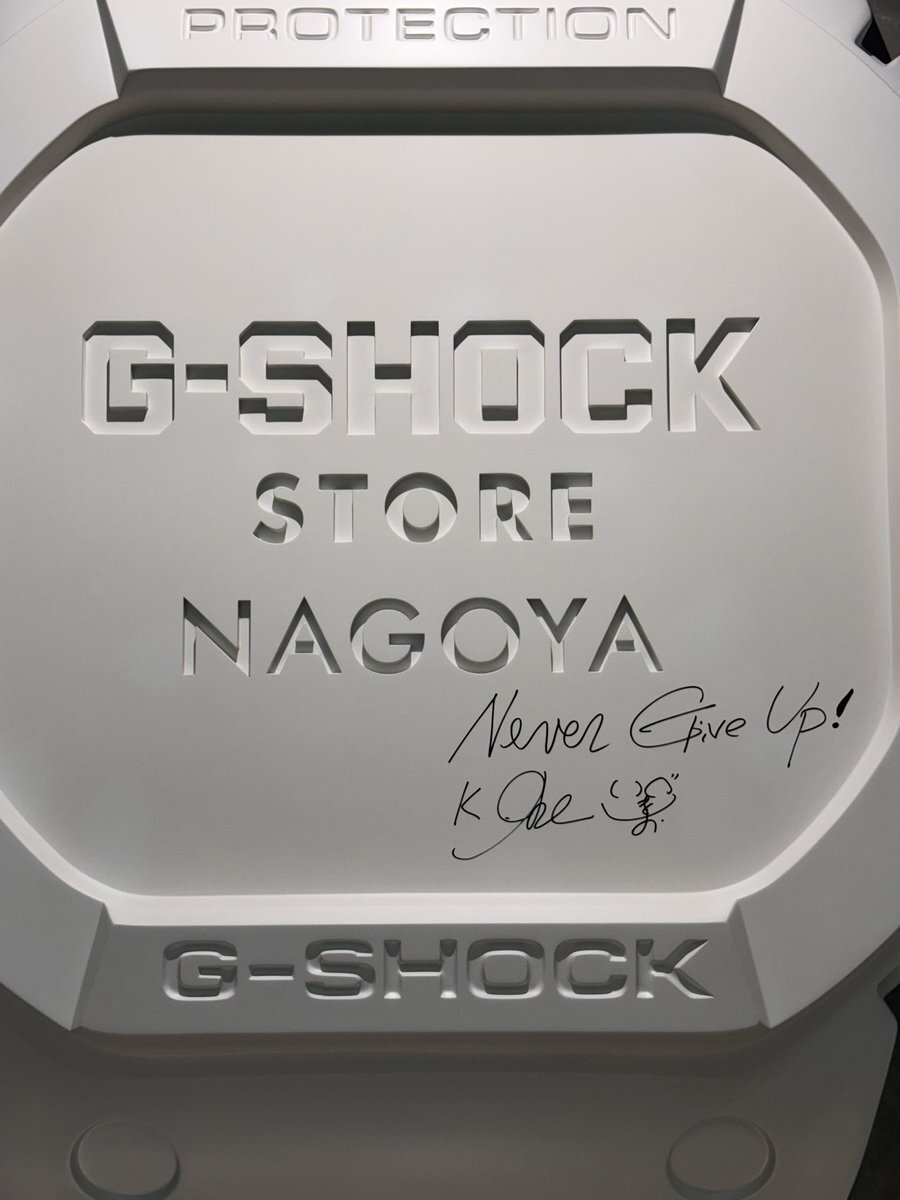 PROTECTION
G-SHOCK
STORE
NAGOYA
Never Give Up!
K
G-SHOCK